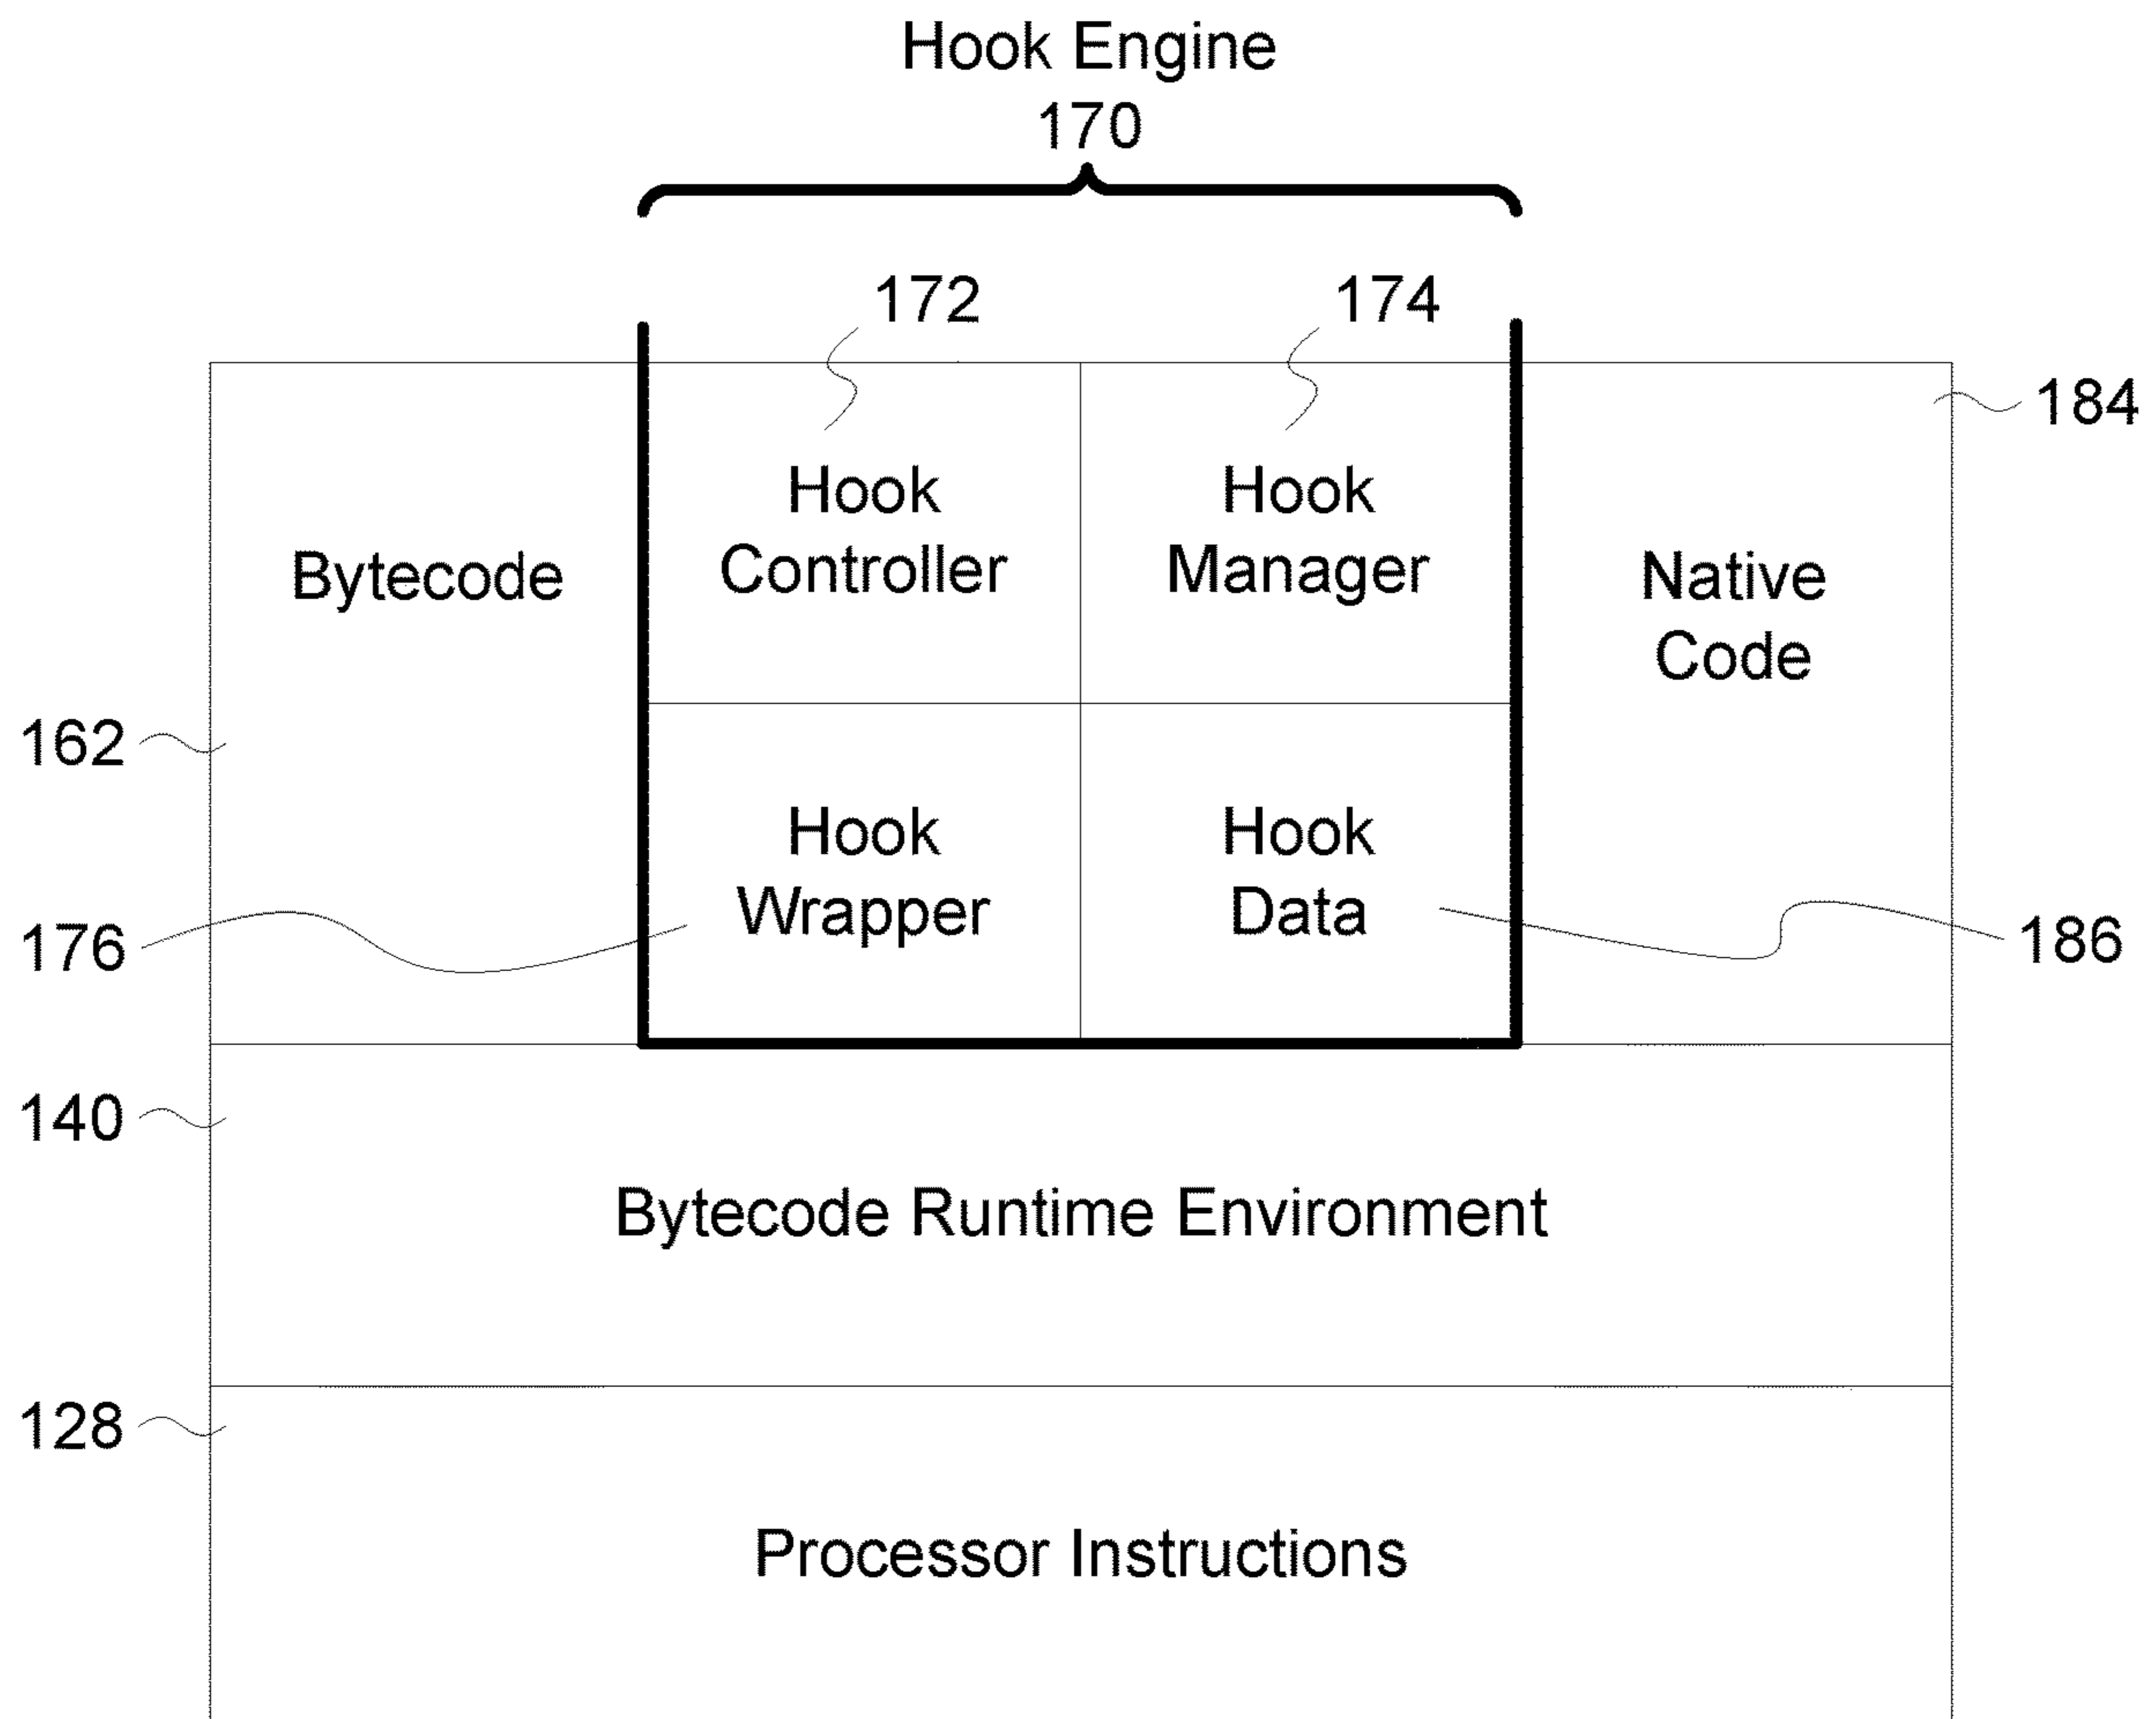 Hook Engine
170
172
174
184
Hook
Controller
Hook
Manager
Bytecode
Native
Code
162
Hook
Wrapper
Hook
Data
176
186
140
Bytecode Runtime Environment
128
Processor Instructions